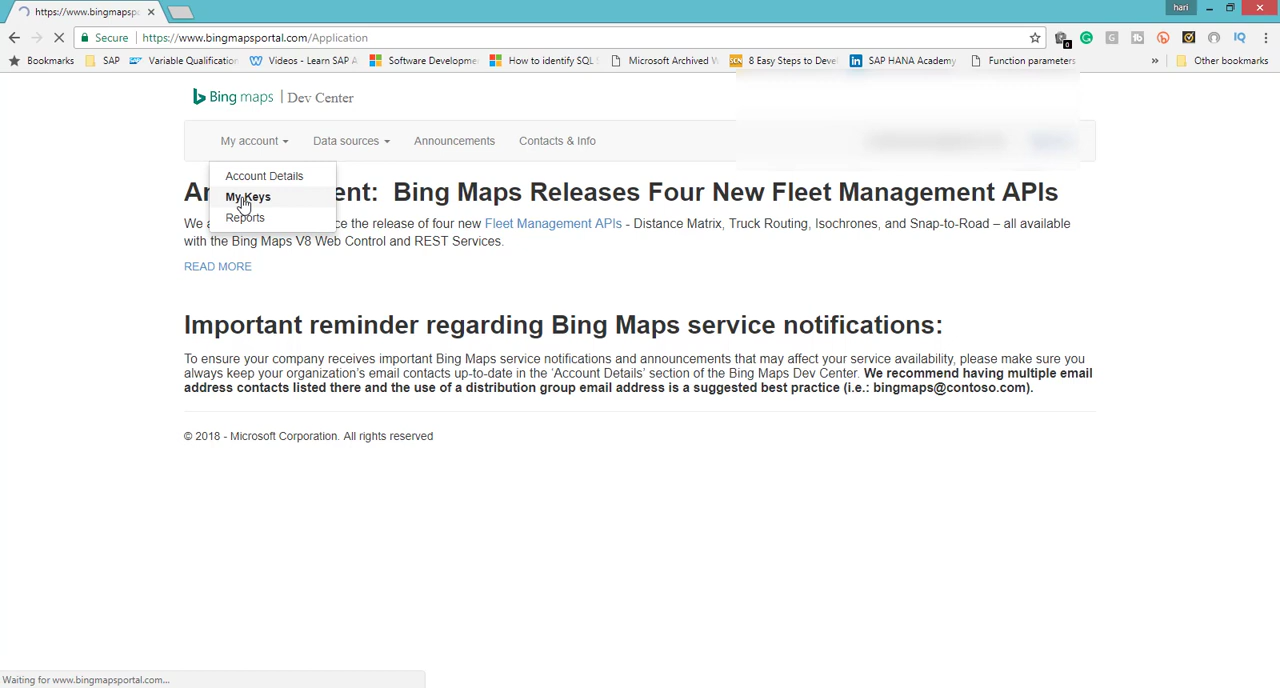 https://www.bingmapspo
hari
Secure https://www.bingmapsportal.com/Application
Bookmarks SAP Variable Qualification Videos - Learn SAP Software Developme How to identify SQL Microsoft Archived 8 Easy Steps to Deve SAP HANA Academy Function parameters » Other bookmarks
Bing maps | Dev Center
My account Data sources Announcements Contacts & Info
Account Details
My Keys
Reports
An ent: Bing Maps Releases Four New Fleet Management APIs
We a ce the release of four new Fleet Management APIs - Distance Matrix, Truck Routing, Isochrones, and Snap-to-Road – all available
with the Bing Maps V8 Web Control and REST Services.
READ MORE
Important reminder regarding Bing Maps service notifications:
To ensure your company receives important Bing Maps service notifications and announcements that may affect your service availability, please make sure you
always keep your organization's email contacts up-to-date in the 'Account Details' section of the Bing Maps Dev Center. We recommend having multiple email
address contacts listed there and the use of a distribution group email address is a suggested best practice (i.e.: bingmaps@contoso.com).
© 2018 - Microsoft Corporation. All rights reserved
Waiting for www.bingmapsportal.com...